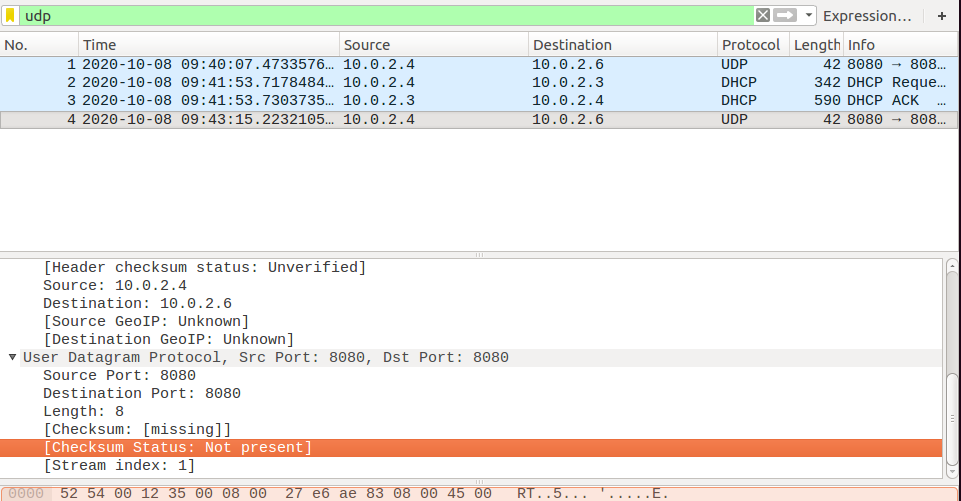 udp Expression… +
No. Time Source Destination Protocol Length Info
1 2020-10-08 09:40:07.4733576… 10.0.2.4 10.0.2.6 UDP 42 8080 → 808…
2 2020-10-08 09:41:53.7178484… 10.0.2.4 10.0.2.3 DHCP 342 DHCP Reque…
3 2020-10-08 09:41:53.7303735… 10.0.2.3 10.0.2.4 DHCP 590 DHCP ACK …
4 2020-10-08 09:43:15.2232105… 10.0.2.4 10.0.2.6 UDP 42 8080 → 808…
[Header checksum status: Unverified]
Source: 10.0.2.4
Destination: 10.0.2.6
[Source GeoIP: Unknown]
[Destination GeoIP: Unknown]
User Datagram Protocol, Src Port: 8080, Dst Port: 8080
Source Port: 8080
Destination Port: 8080
Length: 8
[Checksum: [missing]]
[Checksum Status: Not present]
[Stream index: 1]
0000 52 54 00 12 35 00 08 00 27 e6 ae 83 08 00 45 00 RT..5... '.....E.